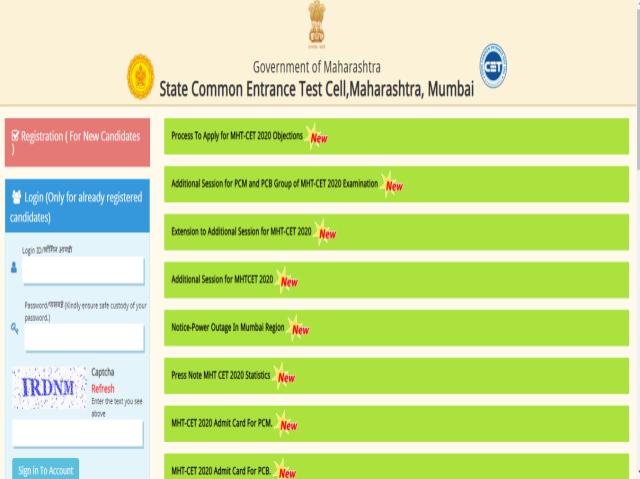 Government of Maharashtra
CET
State Common Entrance Test Cell,Maharashtra, Mumbai
Registration ( For New Candidates
)
Login (Only for already registered
candidates)
Login ID/लॉगिन आयडी
Password/पासवर्ड (Kindly ensure safe custody of your
password.)
IRDNM
Captcha
Refresh
Enter the text you see
above
Sign In To Account
Process To Apply for MHT-CET 2020 Objections New
Additional Session for PCM and PCB Group of MHT-CET 2020 Examination New
Extension to Additional Session for MHT-CET 2020 New
Additional Session for MHTCET 2020 New
Notice-Power Outage In Mumbai Region New
Press Note MHT CET 2020 Statistics New
MHT-CET 2020 Admit Card For PCM. New
MHT-CET 2020 Admit Card For PCB. New